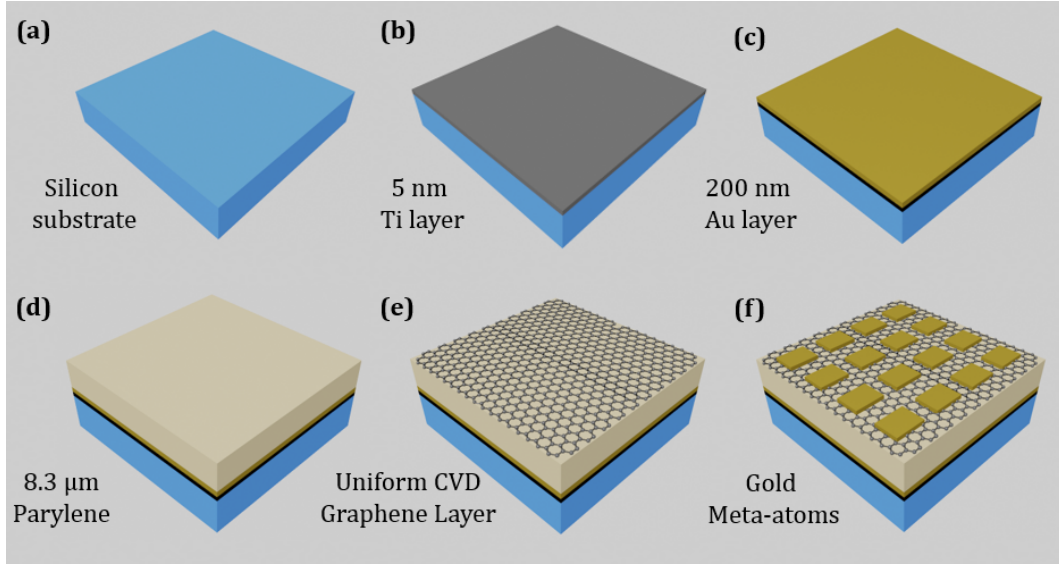 (a)
Silicon
substrate
(b)
5 nm
Ti layer
(c)
200 nm
Au layer
(d)
8.3 μm
Parylene
(e)
Uniform CVD
Graphene Layer
(f)
Gold
Meta-atoms